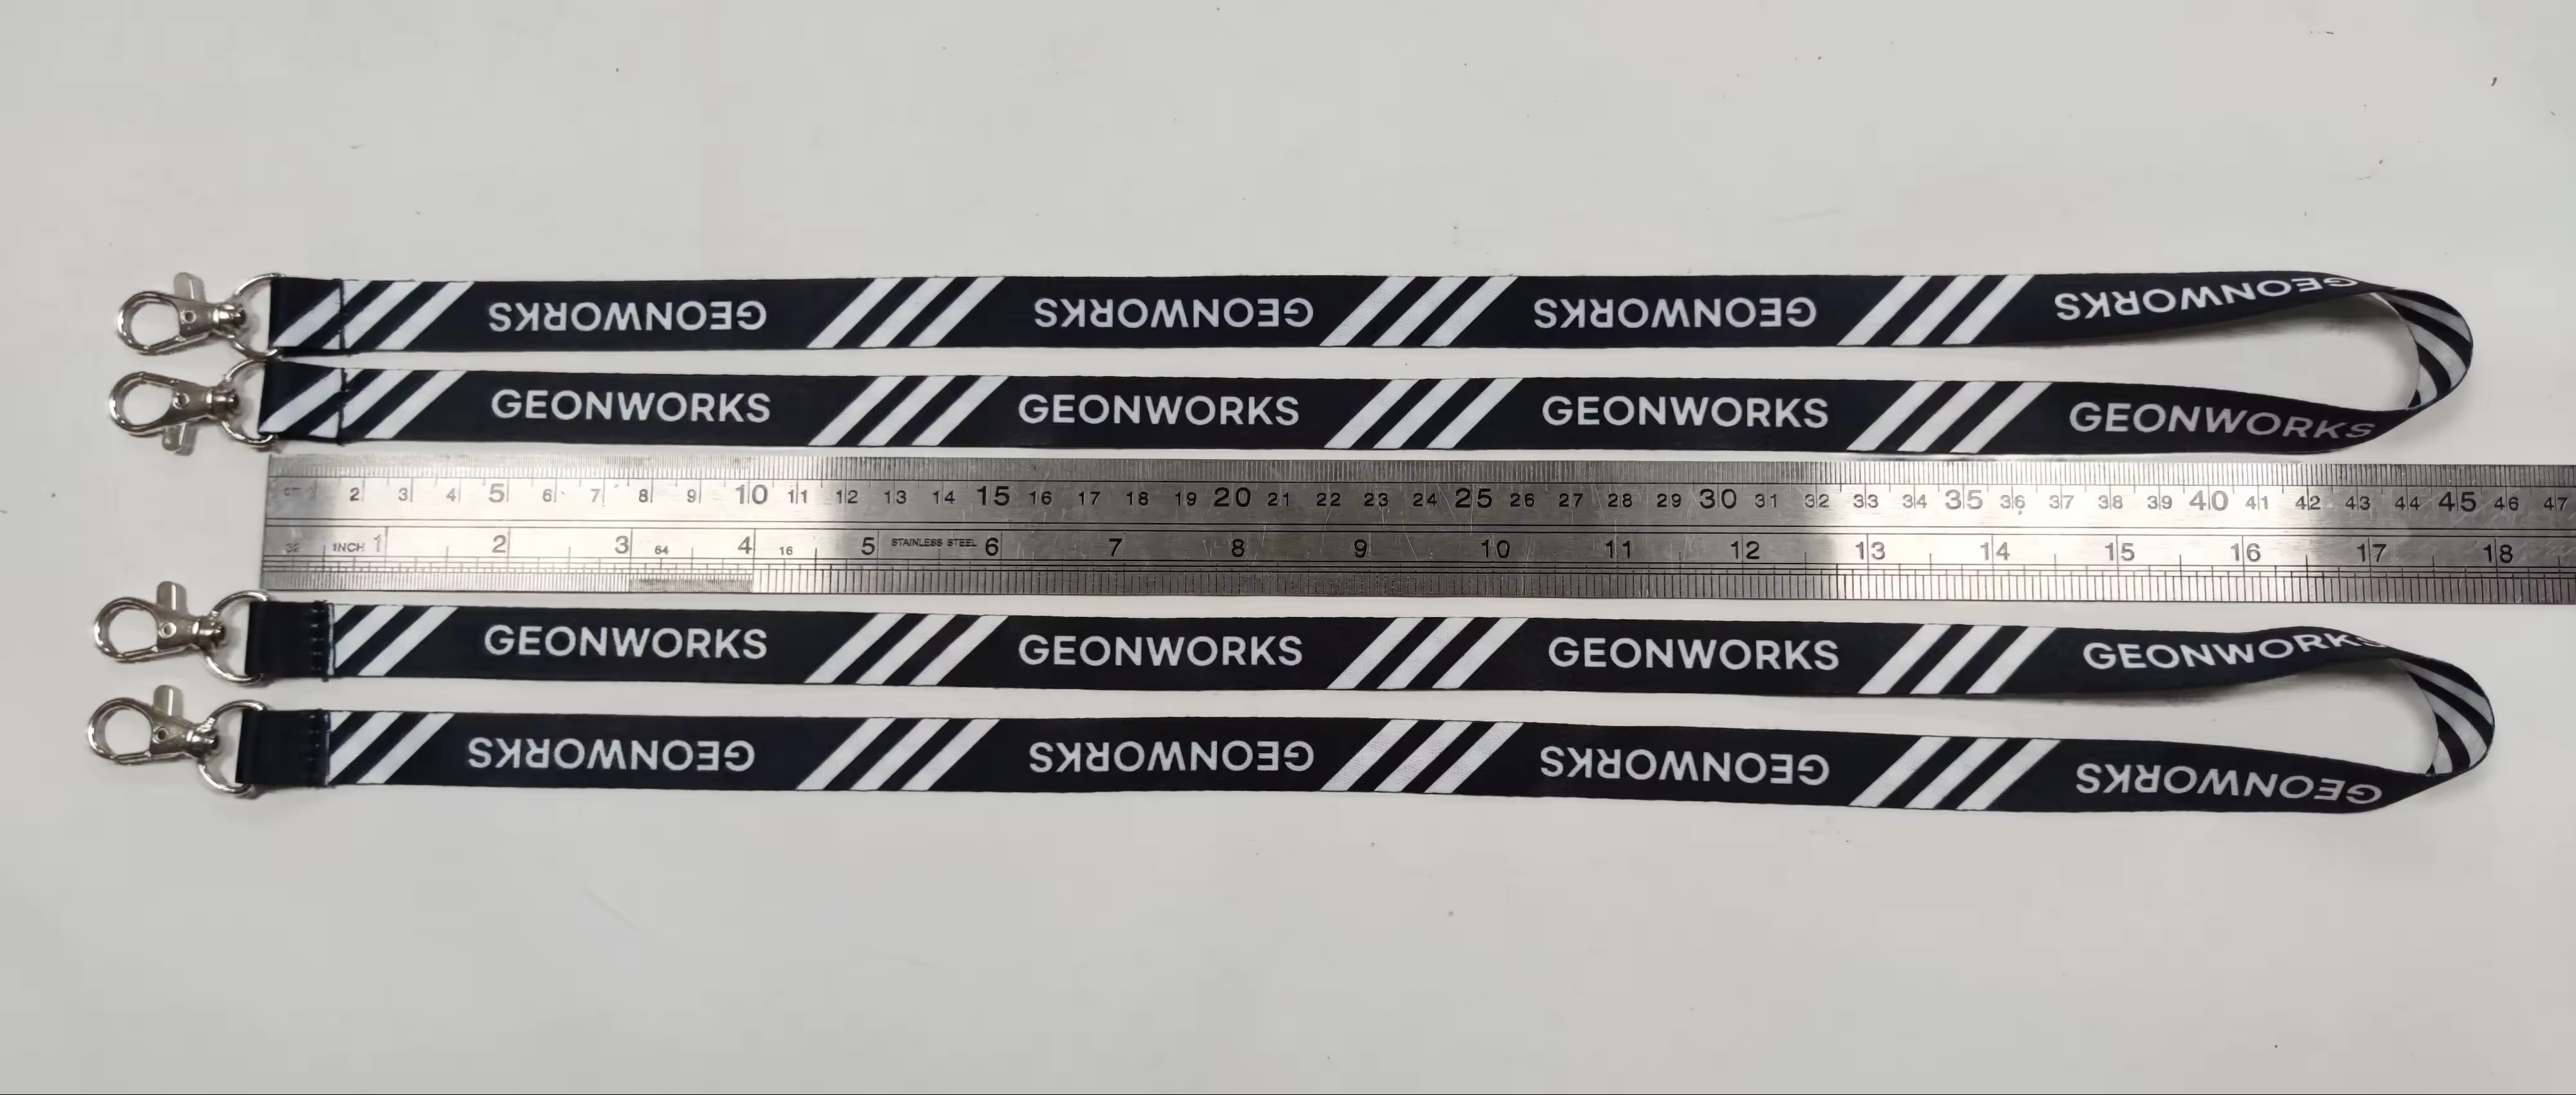 GEONWORKS GEONWORKS GEONWORKS GEONWORKS
GEONWORKS GEONWORKS GEONWORKS GEONWORKS
2 3 4 5 6 7 8 9 10 11 12 13 14 15 16 17 18 19 20 21 22 23 24 25 26 27 28 29 30 31 32 33 34 35 36 37 38 39 40 41 42 43 44 45 46 47
32 INCH 1 2 3 64 4 16 5 STAINLESS STEEL 6 7 8 9 10 11 12 13 14 15 16 17 18
GEONWORKS GEONWORKS GEONWORKS GEONWORKS
GEONWORKS GEONWORKS GEONWORKS GEONWORKS